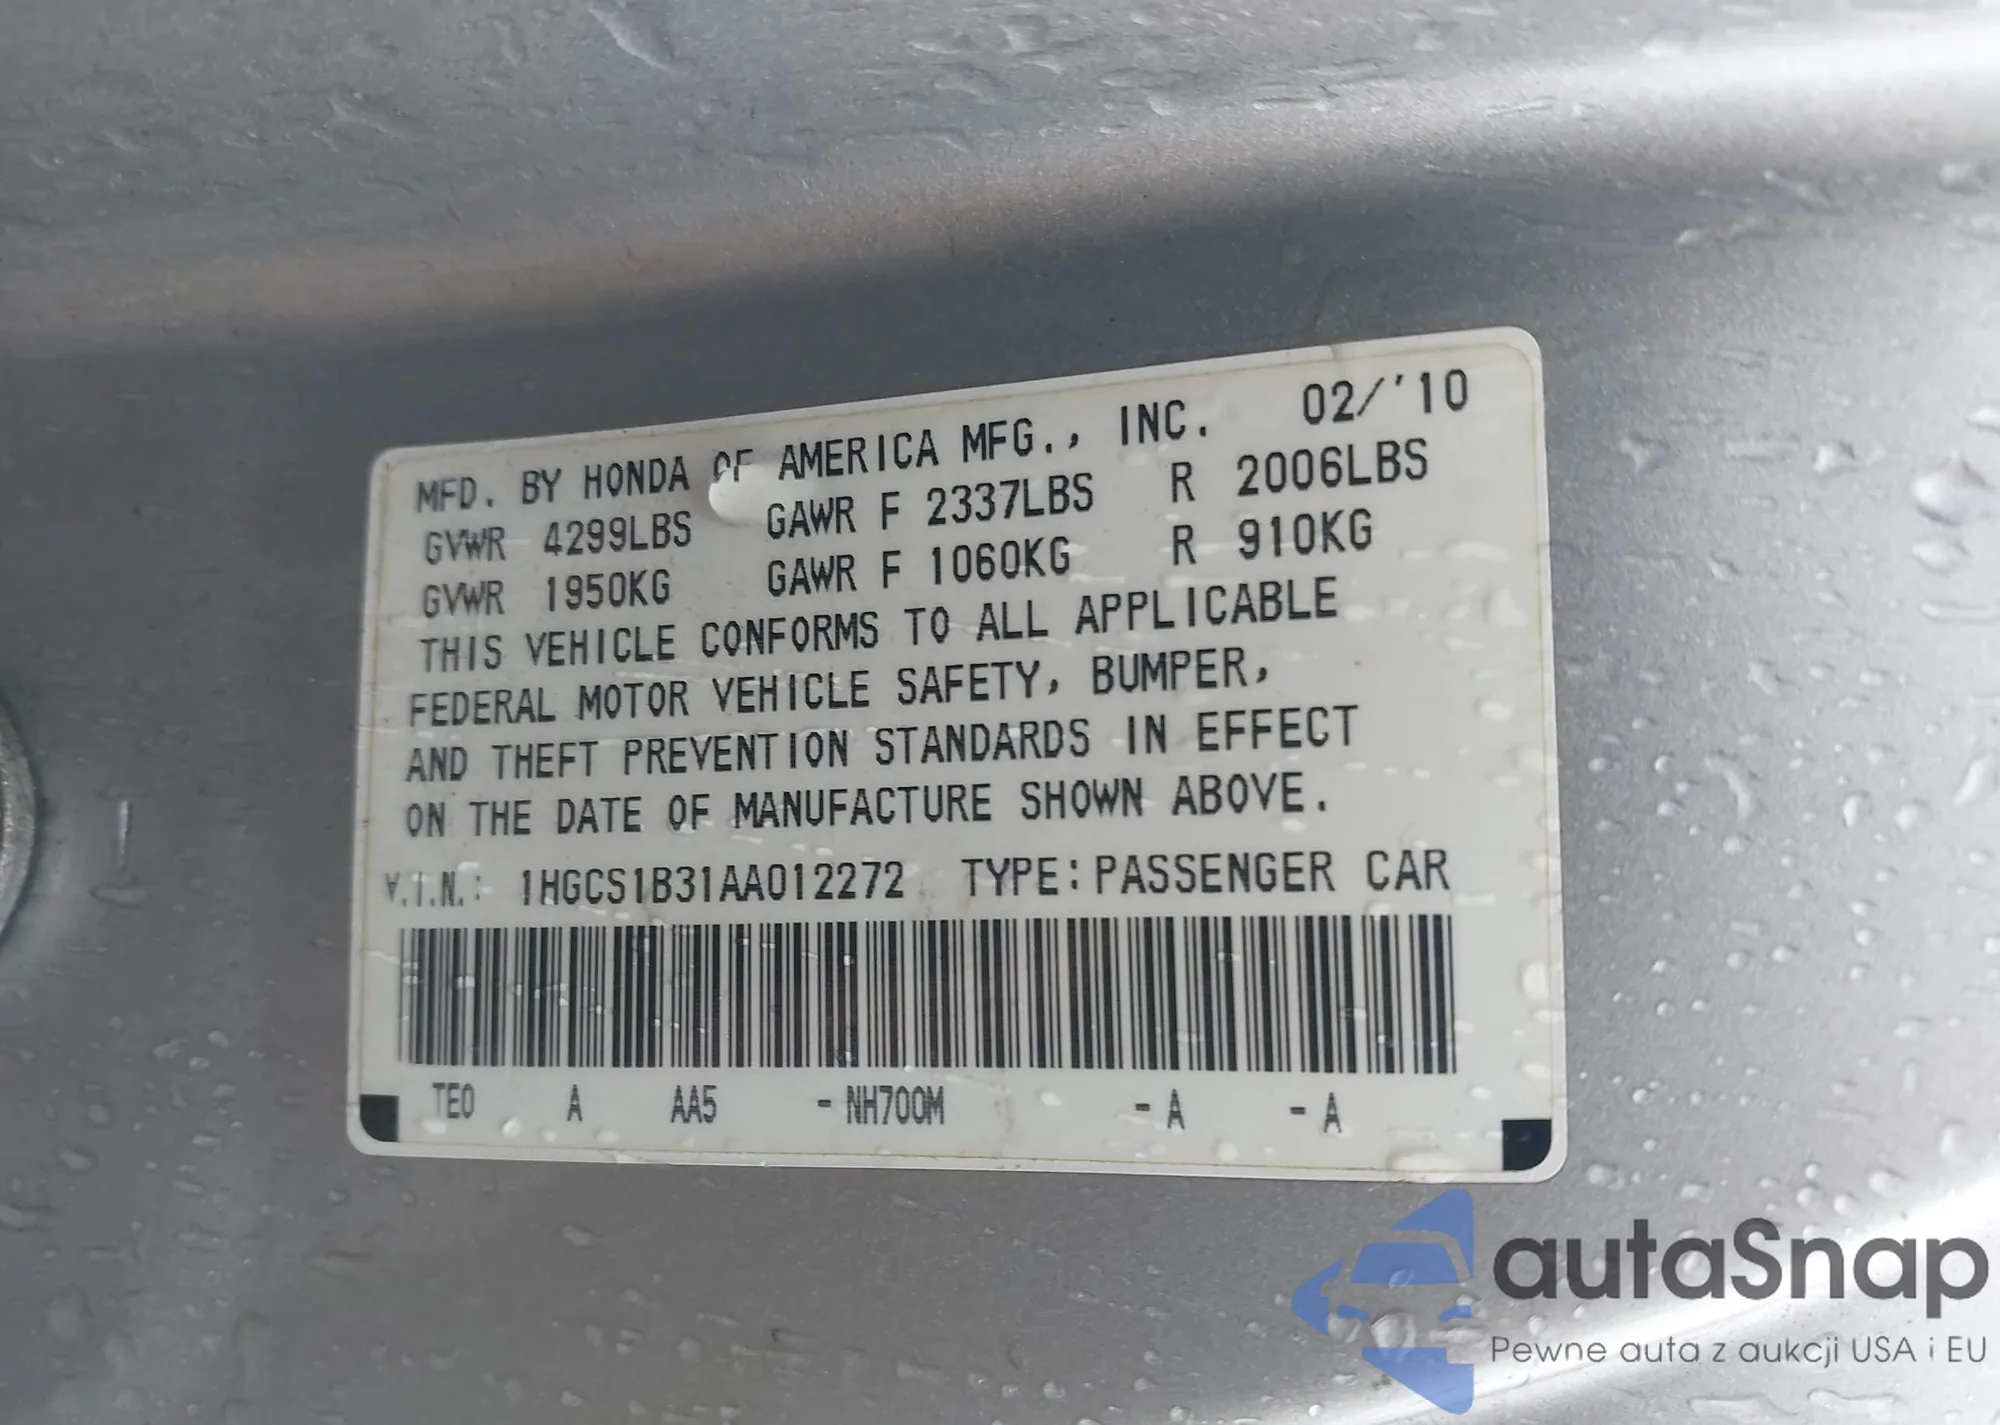 MFD. BY HONDA OF AMERICA MFG., INC. 02/'10
GVWR 4299LBS GAWR F 2337LBS R 2006LBS
GVWR 1950KG GAWR F 1060KG R 910KG
THIS VEHICLE CONFORMS TO ALL APPLICABLE
FEDERAL MOTOR VEHICLE SAFETY, BUMPER,
AND THEFT PREVENTION STANDARDS IN EFFECT
ON THE DATE OF MANUFACTURE SHOWN ABOVE.
V.I.N.: 1HGCS1B31AA012272 TYPE:PASSENGER CAR
TE0 A AA5 -NH700M -A -A
autaSnap
Pewne auta z aukcji USA i EU